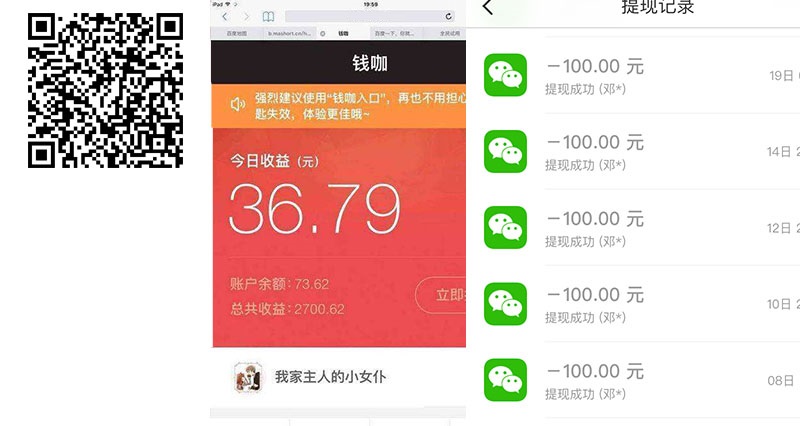 iPad
19:59
百度地图
b.mashort.cn/h...
钱咖
百度一下，你就...
全民试用
钱咖
强烈建议使用“钱咖入口”，再也不用担心
匙失效，体验更佳哦~
今日收益（元）
36.79
账户余额：73.62
立即
总共收益：2700.62
我家主人的小女仆
提现记录
－100.00 元
提现成功 (邓*)
19日
－100.00 元
提现成功 (邓*)
14日 2
－100.00 元
提现成功 (邓*)
12日 2
－100.00 元
提现成功 (邓*)
10日 2
－100.00 元
提现成功 (邓*)
08日